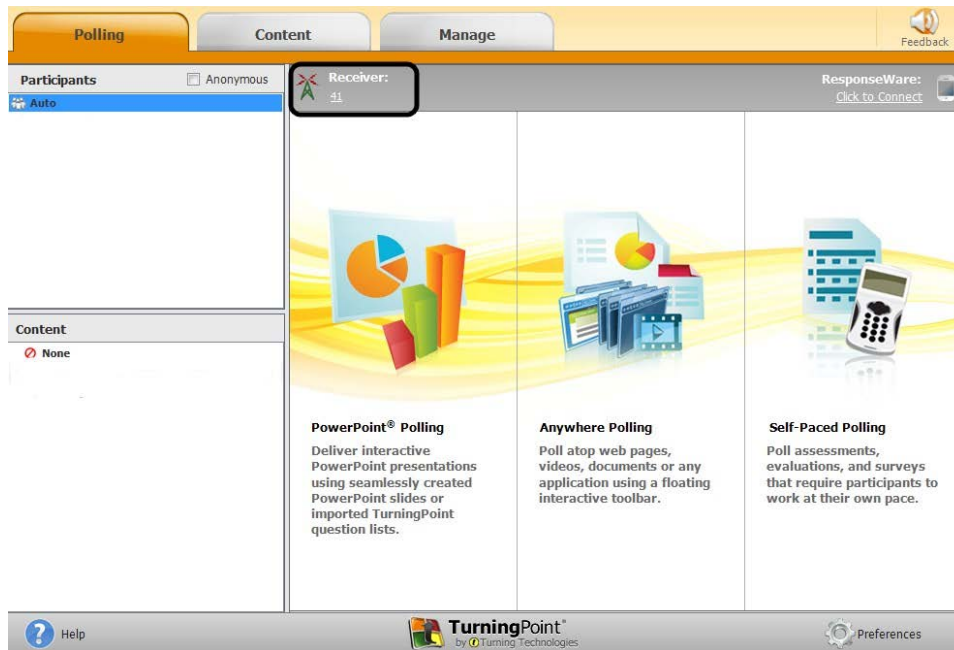 Polling
Content
Manage
Feedback
Participants
Anonymous
Auto
Receiver:
41
ResponseWare:
Click to Connect
Content
None
PowerPoint® Polling
Deliver interactive
PowerPoint presentations
using seamlessly created
PowerPoint slides or
imported TurningPoint
question lists.
Anywhere Polling
Poll atop web pages,
videos, documents or any
application using a floating
interactive toolbar.
Self-Paced Polling
Poll assessments,
evaluations, and surveys
that require participants to
work at their own pace.
Help
TurningPoint®
by Turning Technologies
Preferences